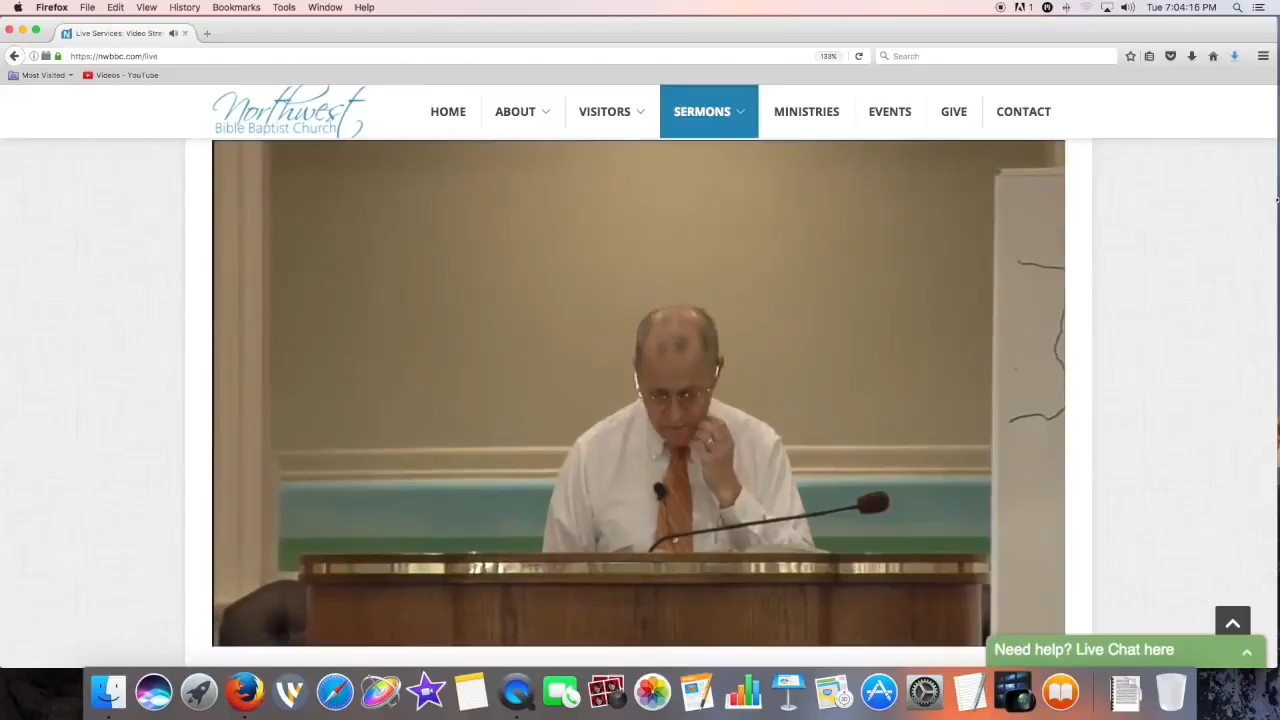 Firefox File Edit View History Bookmarks Tools Window Help 1 Tue 7:04:16 PM
Live Services: Video Stre
https://nwbbc.com/live 133% Search
Most Visited Videos - YouTube
Northwest
Bible Baptist Church
HOME ABOUT VISITORS SERMONS MINISTRIES EVENTS GIVE CONTACT
Need help? Live Chat here